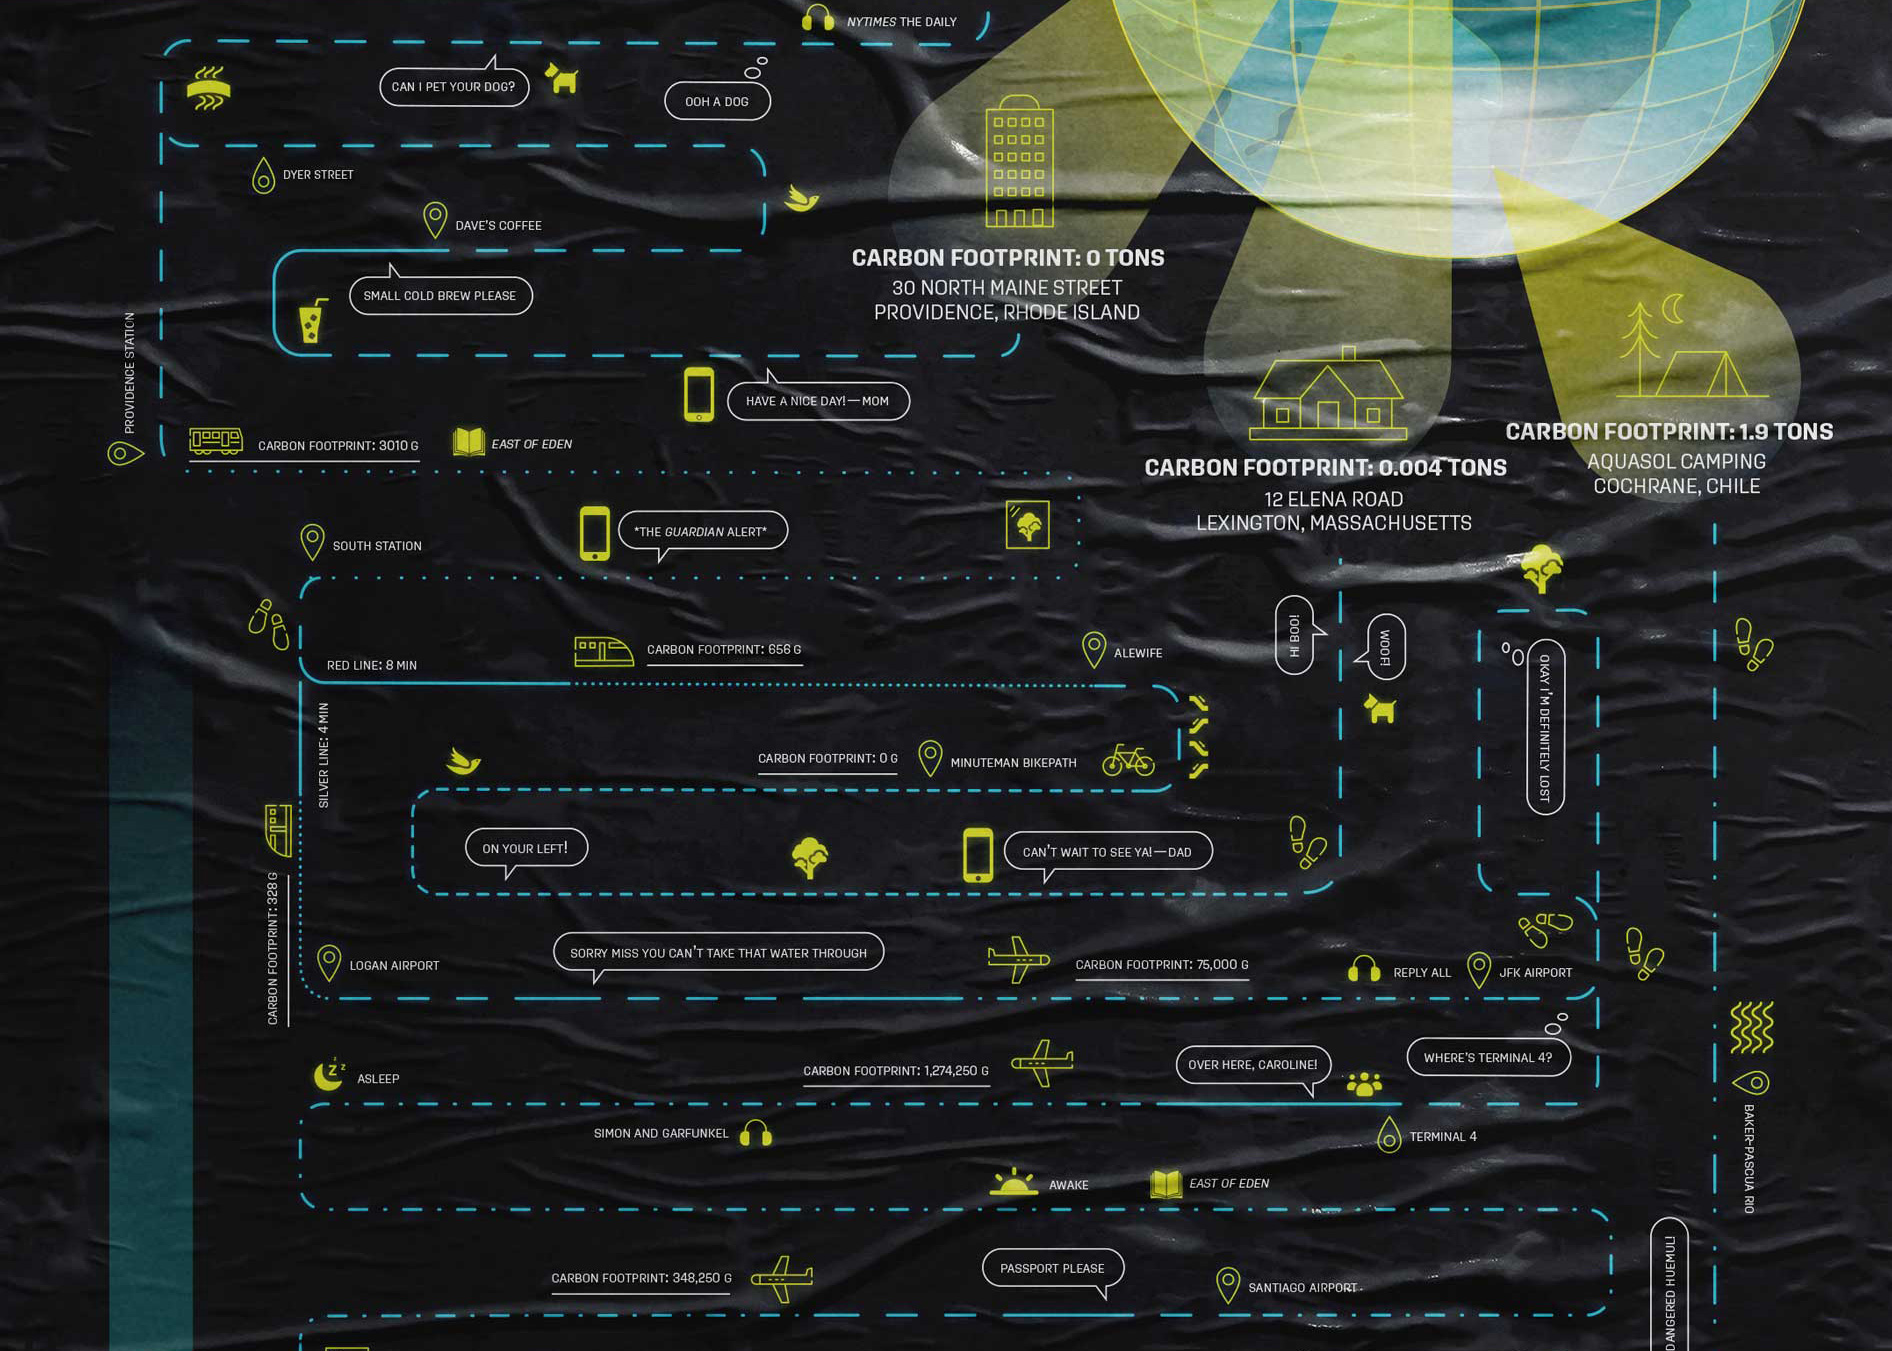 NYTIMES THE DAILY
CAN I PET YOUR DOG?
OOH A DOG
DYER STREET
DAVE'S COFFEE
SMALL COLD BREW PLEASE
CARBON FOOTPRINT: 0 TONS
30 NORTH MAINE STREET
PROVIDENCE, RHODE ISLAND
PROVIDENCE STATION
HAVE A NICE DAY!—MOM
CARBON FOOTPRINT: 3010 G
EAST OF EDEN
CARBON FOOTPRINT: 0.004 TONS
12 ELENA ROAD
LEXINGTON, MASSACHUSETTS
CARBON FOOTPRINT: 1.9 TONS
AQUASOL CAMPING
COCHRANE, CHILE
SOUTH STATION
*THE GUARDIAN ALERT*
RED LINE: 8 MIN
CARBON FOOTPRINT: 656 G
ALEWIFE
HI BOO!
WOOF!
OKAY I'M DEFINITELY LOST
SILVER LINE: 4 MIN
CARBON FOOTPRINT: 0 G
MINUTEMAN BIKEPATH
ON YOUR LEFT!
CAN'T WAIT TO SEE YA!—DAD
CARBON FOOTPRINT: 328 G
LOGAN AIRPORT
SORRY MISS YOU CAN'T TAKE THAT WATER THROUGH
CARBON FOOTPRINT: 75,000 G
REPLY ALL
JFK AIRPORT
ZZZ
ASLEEP
CARBON FOOTPRINT: 1,274,250 G
OVER HERE, CAROLINE!
WHERE'S TERMINAL 4?
SIMON AND GARFUNKEL
TERMINAL 4
AWAKE
EAST OF EDEN
BAKER-PASCUA RIO
CARBON FOOTPRINT: 348,250 G
PASSPORT PLEASE
SANTIAGO AIRPORT
DANGERED HUEMUL!